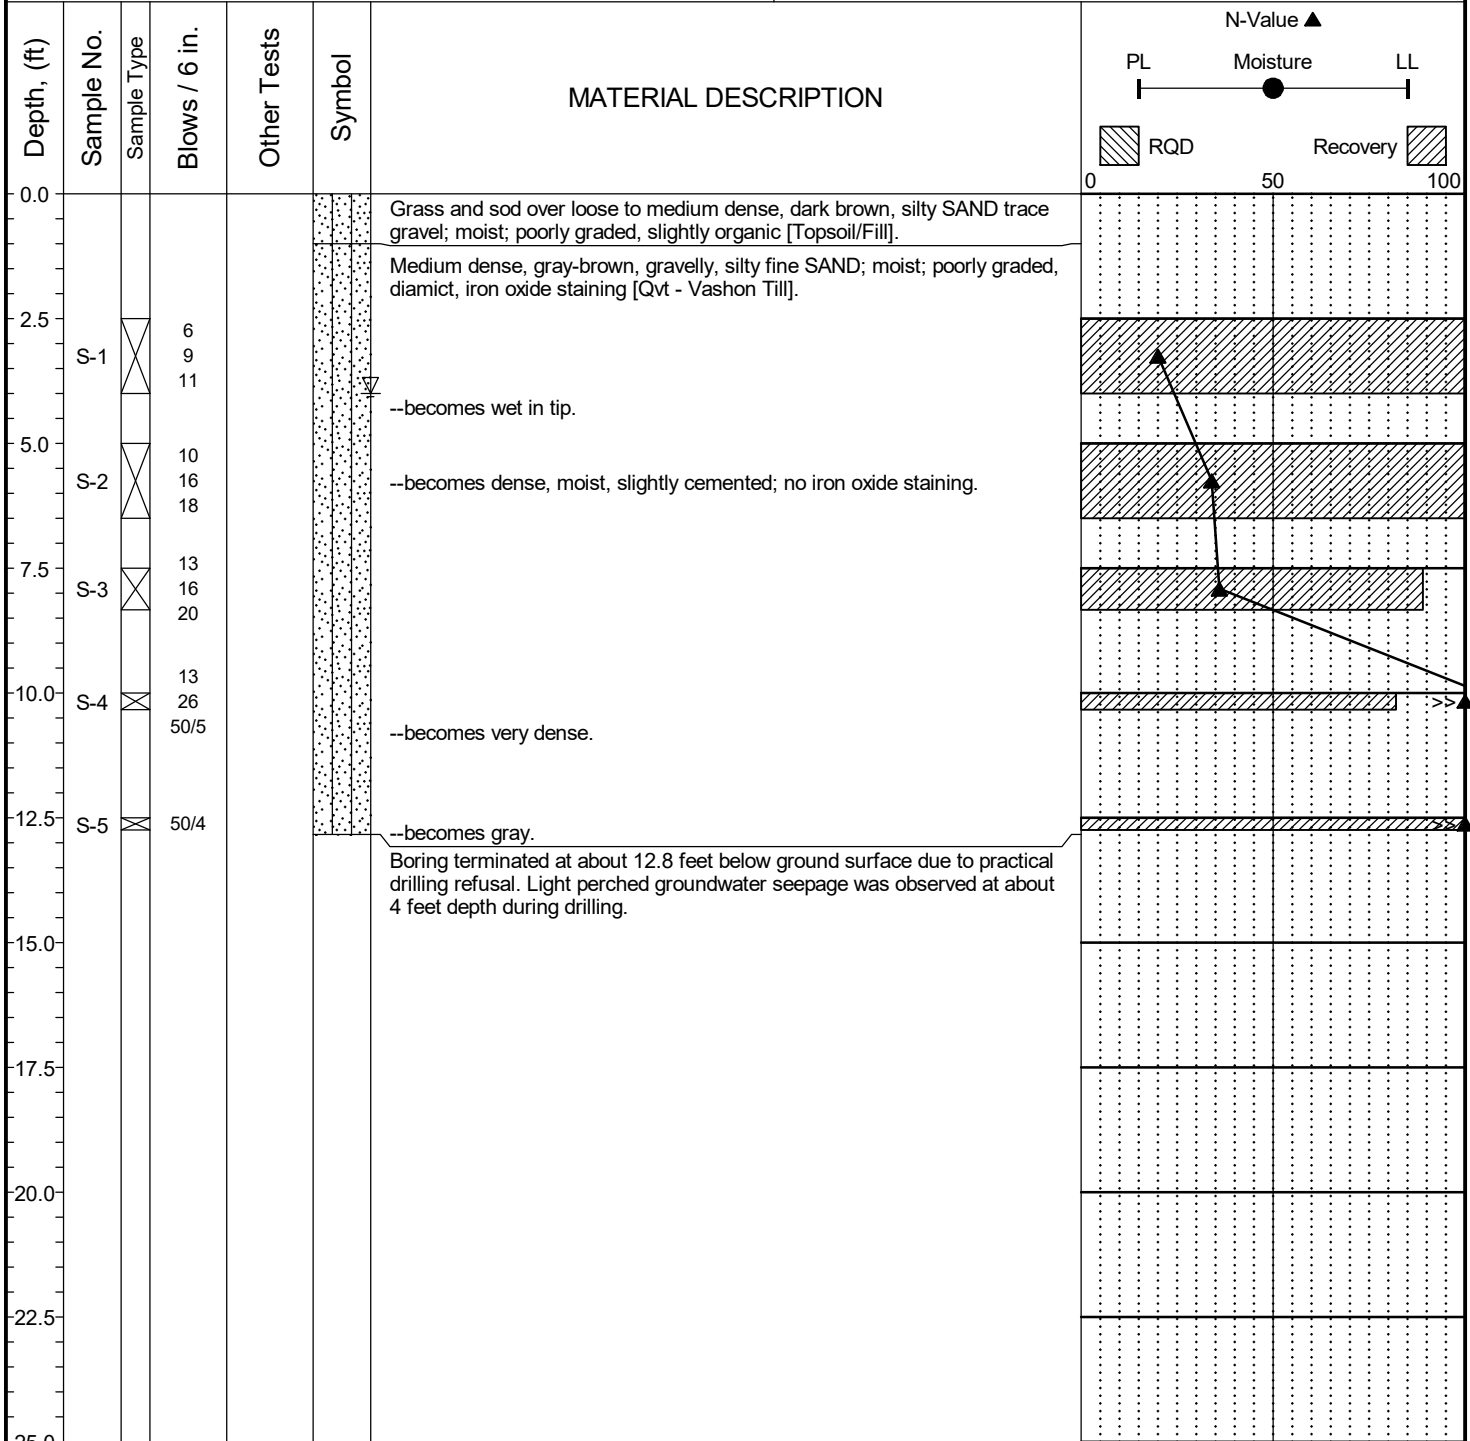 Depth, (ft)
Sample No.
Sample Type
Blows / 6 in.
Other Tests
Symbol
MATERIAL DESCRIPTION
N-Value ▲
PL Moisture LL
RQD Recovery
0 50 100
0.0
Grass and sod over loose to medium dense, dark brown, silty SAND trace
gravel; moist; poorly graded, slightly organic [Topsoil/Fill].
Medium dense, gray-brown, gravelly, silty fine SAND; moist; poorly graded,
diamict, iron oxide staining [Qvt - Vashon Till].
2.5
6
S-1 9
11
--becomes wet in tip.
5.0
10
S-2 16 --becomes dense, moist, slightly cemented; no iron oxide staining.
18
7.5
13
S-3 16
20
13
10.0 S-4 26 >>
50/5
--becomes very dense.
12.5 S-5 50/4 >>
--becomes gray.
Boring terminated at about 12.8 feet below ground surface due to practical
drilling refusal. Light perched groundwater seepage was observed at about
4 feet depth during drilling.
15.0
17.5
20.0
22.5
25.0